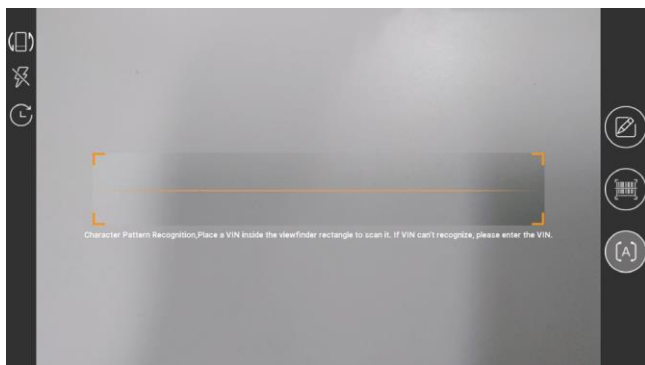 Character Pattern Recognition,Place a VIN inside the viewfinder rectangle to scan it. If VIN can't recognize, please enter the VIN.
[A]